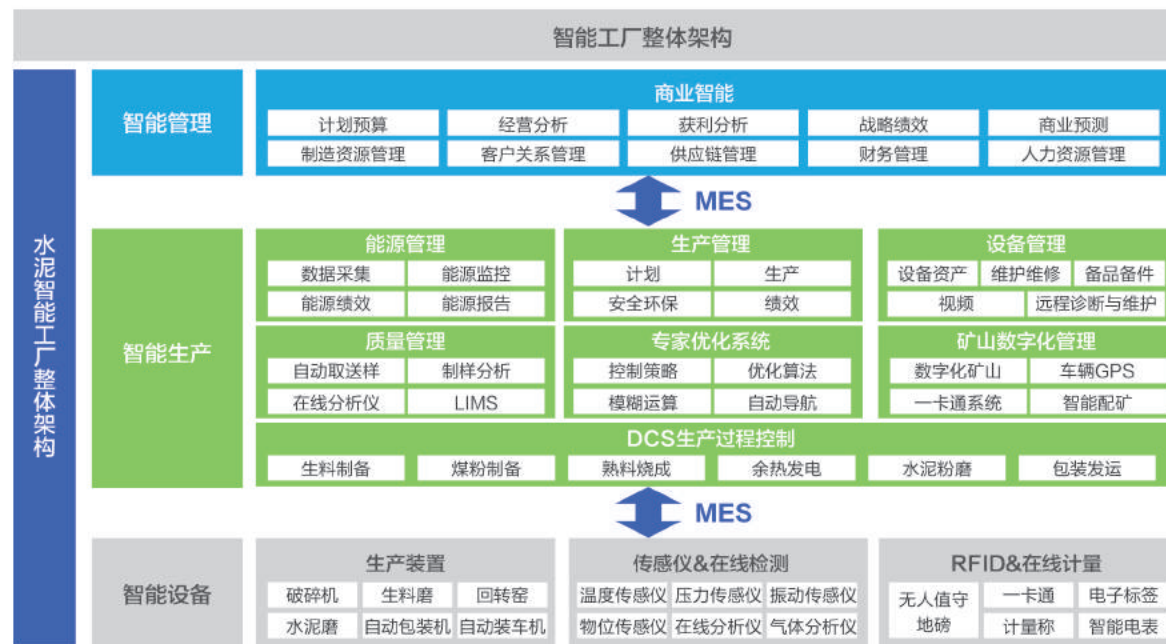 智能工厂整体架构
水泥智能工厂整体架构
智能管理
商业智能
计划预算 经营分析 获利分析 战略绩效 商业预测
制造资源管理 客户关系管理 供应链管理 财务管理 人力资源管理
MES
智能生产
能源管理 生产管理 设备管理
数据采集 能源监控 计划 生产 设备资产 维护维修 备品备件
能源绩效 能源报告 安全环保 绩效 视频 远程诊断与维护
质量管理 专家优化系统 矿山数字化管理
自动取送样 制样分析 控制策略 优化算法 数字化矿山 车辆GPS
在线分析仪 LIMS 模糊运算 自动导航 一卡通系统 智能配矿
DCS生产过程控制
生料制备 煤粉制备 熟料烧成 余热发电 水泥粉磨 包装发运
MES
智能设备
生产装置 传感仪&在线检测 RFID&在线计量
破碎机 生料磨 回转窑 温度传感仪 压力传感仪 振动传感仪 无人值守地磅 一卡通 电子标签
水泥磨 自动包装机 自动装车机 物位传感仪 在线分析仪 气体分析仪 计量称 智能电表